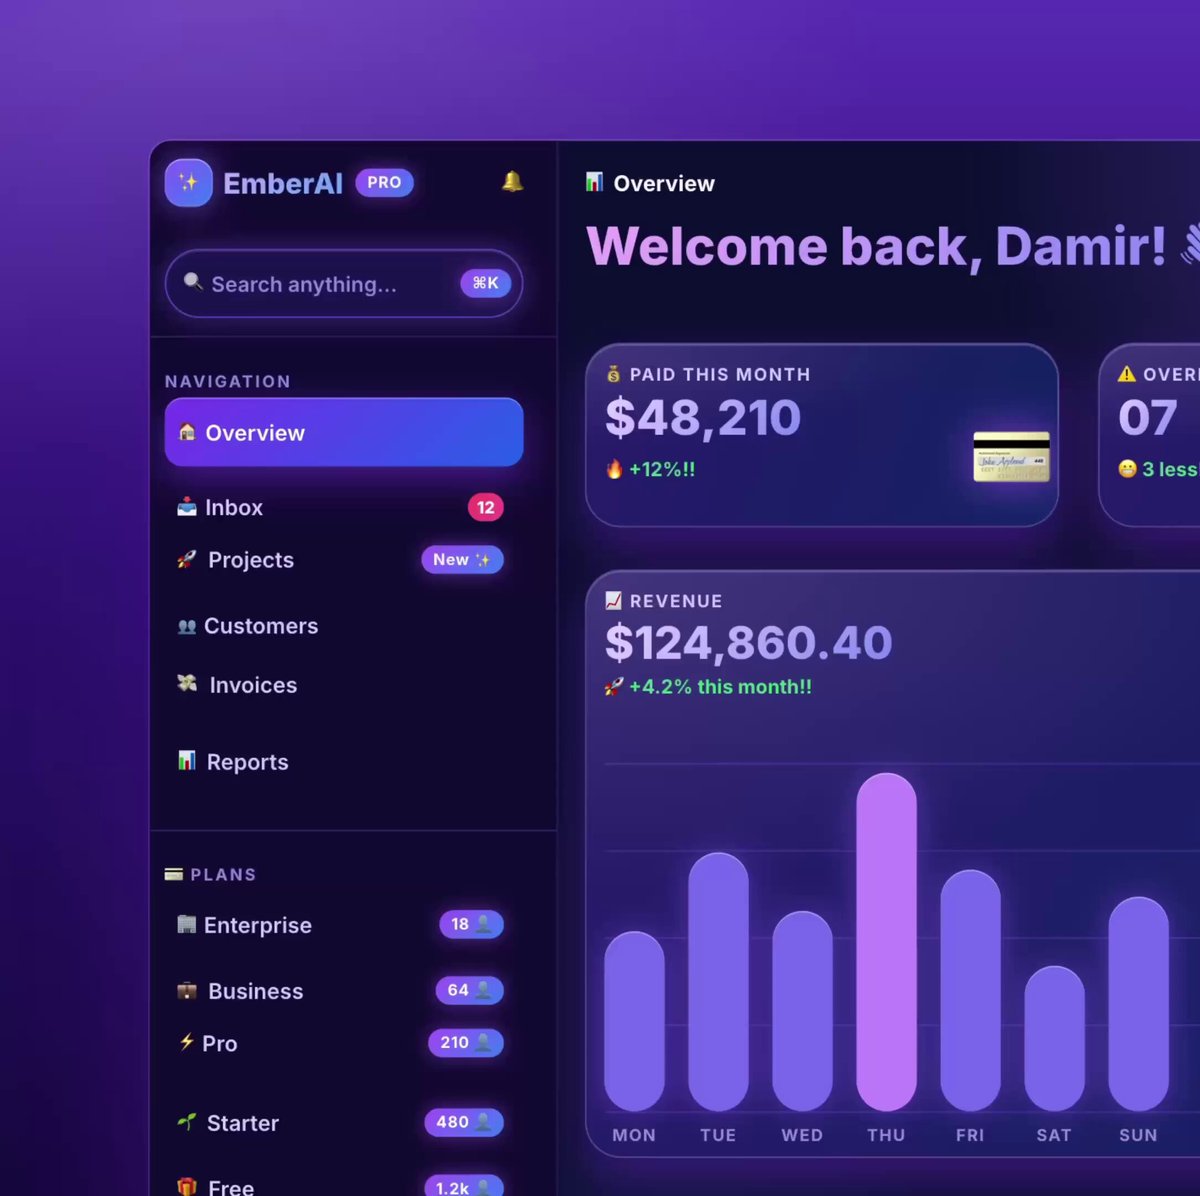 EmberAI PRO
Search anything...
⌘K
NAVIGATION
Overview
Inbox 12
Projects New
Customers
Invoices
Reports
PLANS
Enterprise 18
Business 64
Pro 210
Starter 480
Free 1.2k
Overview
Welcome back, Damir!
PAID THIS MONTH
$48,210
+12%!!
07
3 less
REVENUE
$124,860.40
+4.2% this month!!
MON TUE WED THU FRI SAT SUN